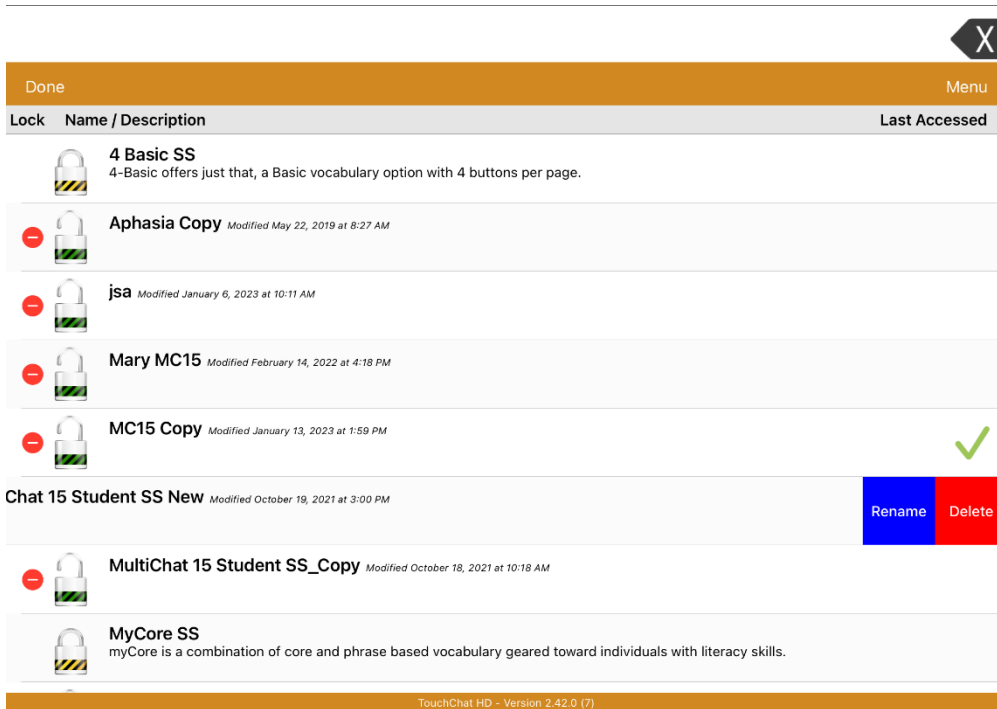 X
Done Menu
Lock Name / Description Last Accessed
4 Basic SS
4-Basic offers just that, a Basic vocabulary option with 4 buttons per page.
Aphasia Copy Modified May 22, 2019 at 8:27 AM
jsa Modified January 6, 2023 at 10:11 AM
Mary MC15 Modified February 14, 2022 at 4:18 PM
MC15 Copy Modified January 13, 2023 at 1:59 PM
Chat 15 Student SS New Modified October 19, 2021 at 3:00 PM
Rename Delete
MultiChat 15 Student SS_Copy Modified October 18, 2021 at 10:18 AM
MyCore SS
myCore is a combination of core and phrase based vocabulary geared toward individuals with literacy skills.
TouchChat HD - Version 2.42.0 (7)